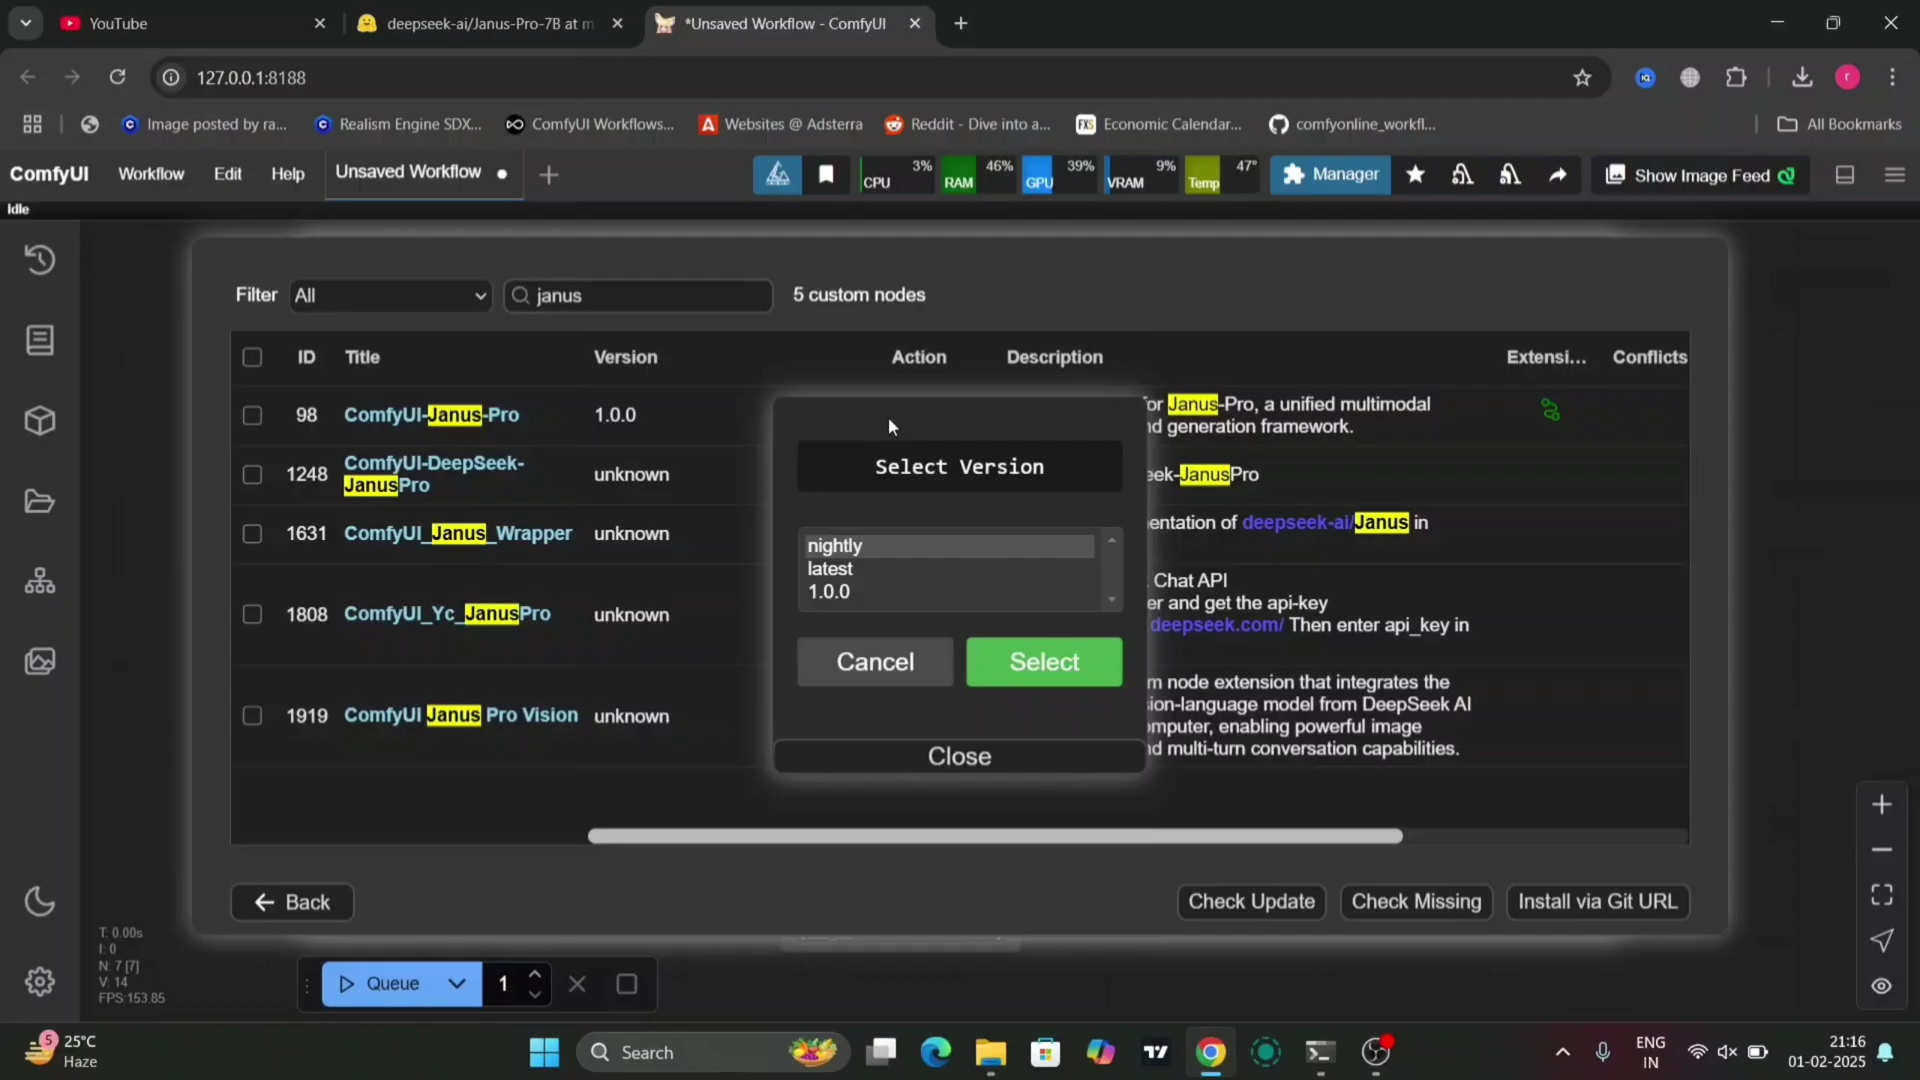 YouTube
deepseek-ai/Janus-Pro-7B at m
*Unsaved Workflow - ComfyUI
127.0.0.1:8188
r
Image posted by ra...
Realism Engine SDX...
ComfyUI Workflows...
Websites @ Adsterra
Reddit - Dive into a...
FXS
Economic Calendar...
comfyonline_workfl...
All Bookmarks
ComfyUI
Workflow
Edit
Help
Unsaved Workflow
CPU 3%
RAM 46%
GPU 39%
VRAM 9%
Temp 47°
Manager
Show Image Feed
Idle
Filter
All
janus
5 custom nodes
ID
Title
Version
Action
Description
Extensi...
Conflicts
98
ComfyUI-Janus-Pro
1.0.0
for Janus-Pro, a unified multimodal
nd generation framework.
1248
ComfyUI-DeepSeek-
JanusPro
unknown
eek-JanusPro
1631
ComfyUI_Janus_Wrapper
unknown
entation of deepseek-ai/Janus in
1808
ComfyUI_Yc_JanusPro
unknown
Chat API
er and get the api-key
.deepseek.com/ Then enter api_key in
1919
ComfyUI Janus Pro Vision
unknown
m node extension that integrates the
ion-language model from DeepSeek AI
omputer, enabling powerful image
nd multi-turn conversation capabilities.
Select Version
nightly
latest
1.0.0
Cancel
Select
Close
Back
Check Update
Check Missing
Install via Git URL
T: 0.00s
I: 0
N: 7 [7]
V: 14
FPS:153.85
Queue
1
5
25°C
Haze
Search
ENG
IN
21:16
01-02-2025